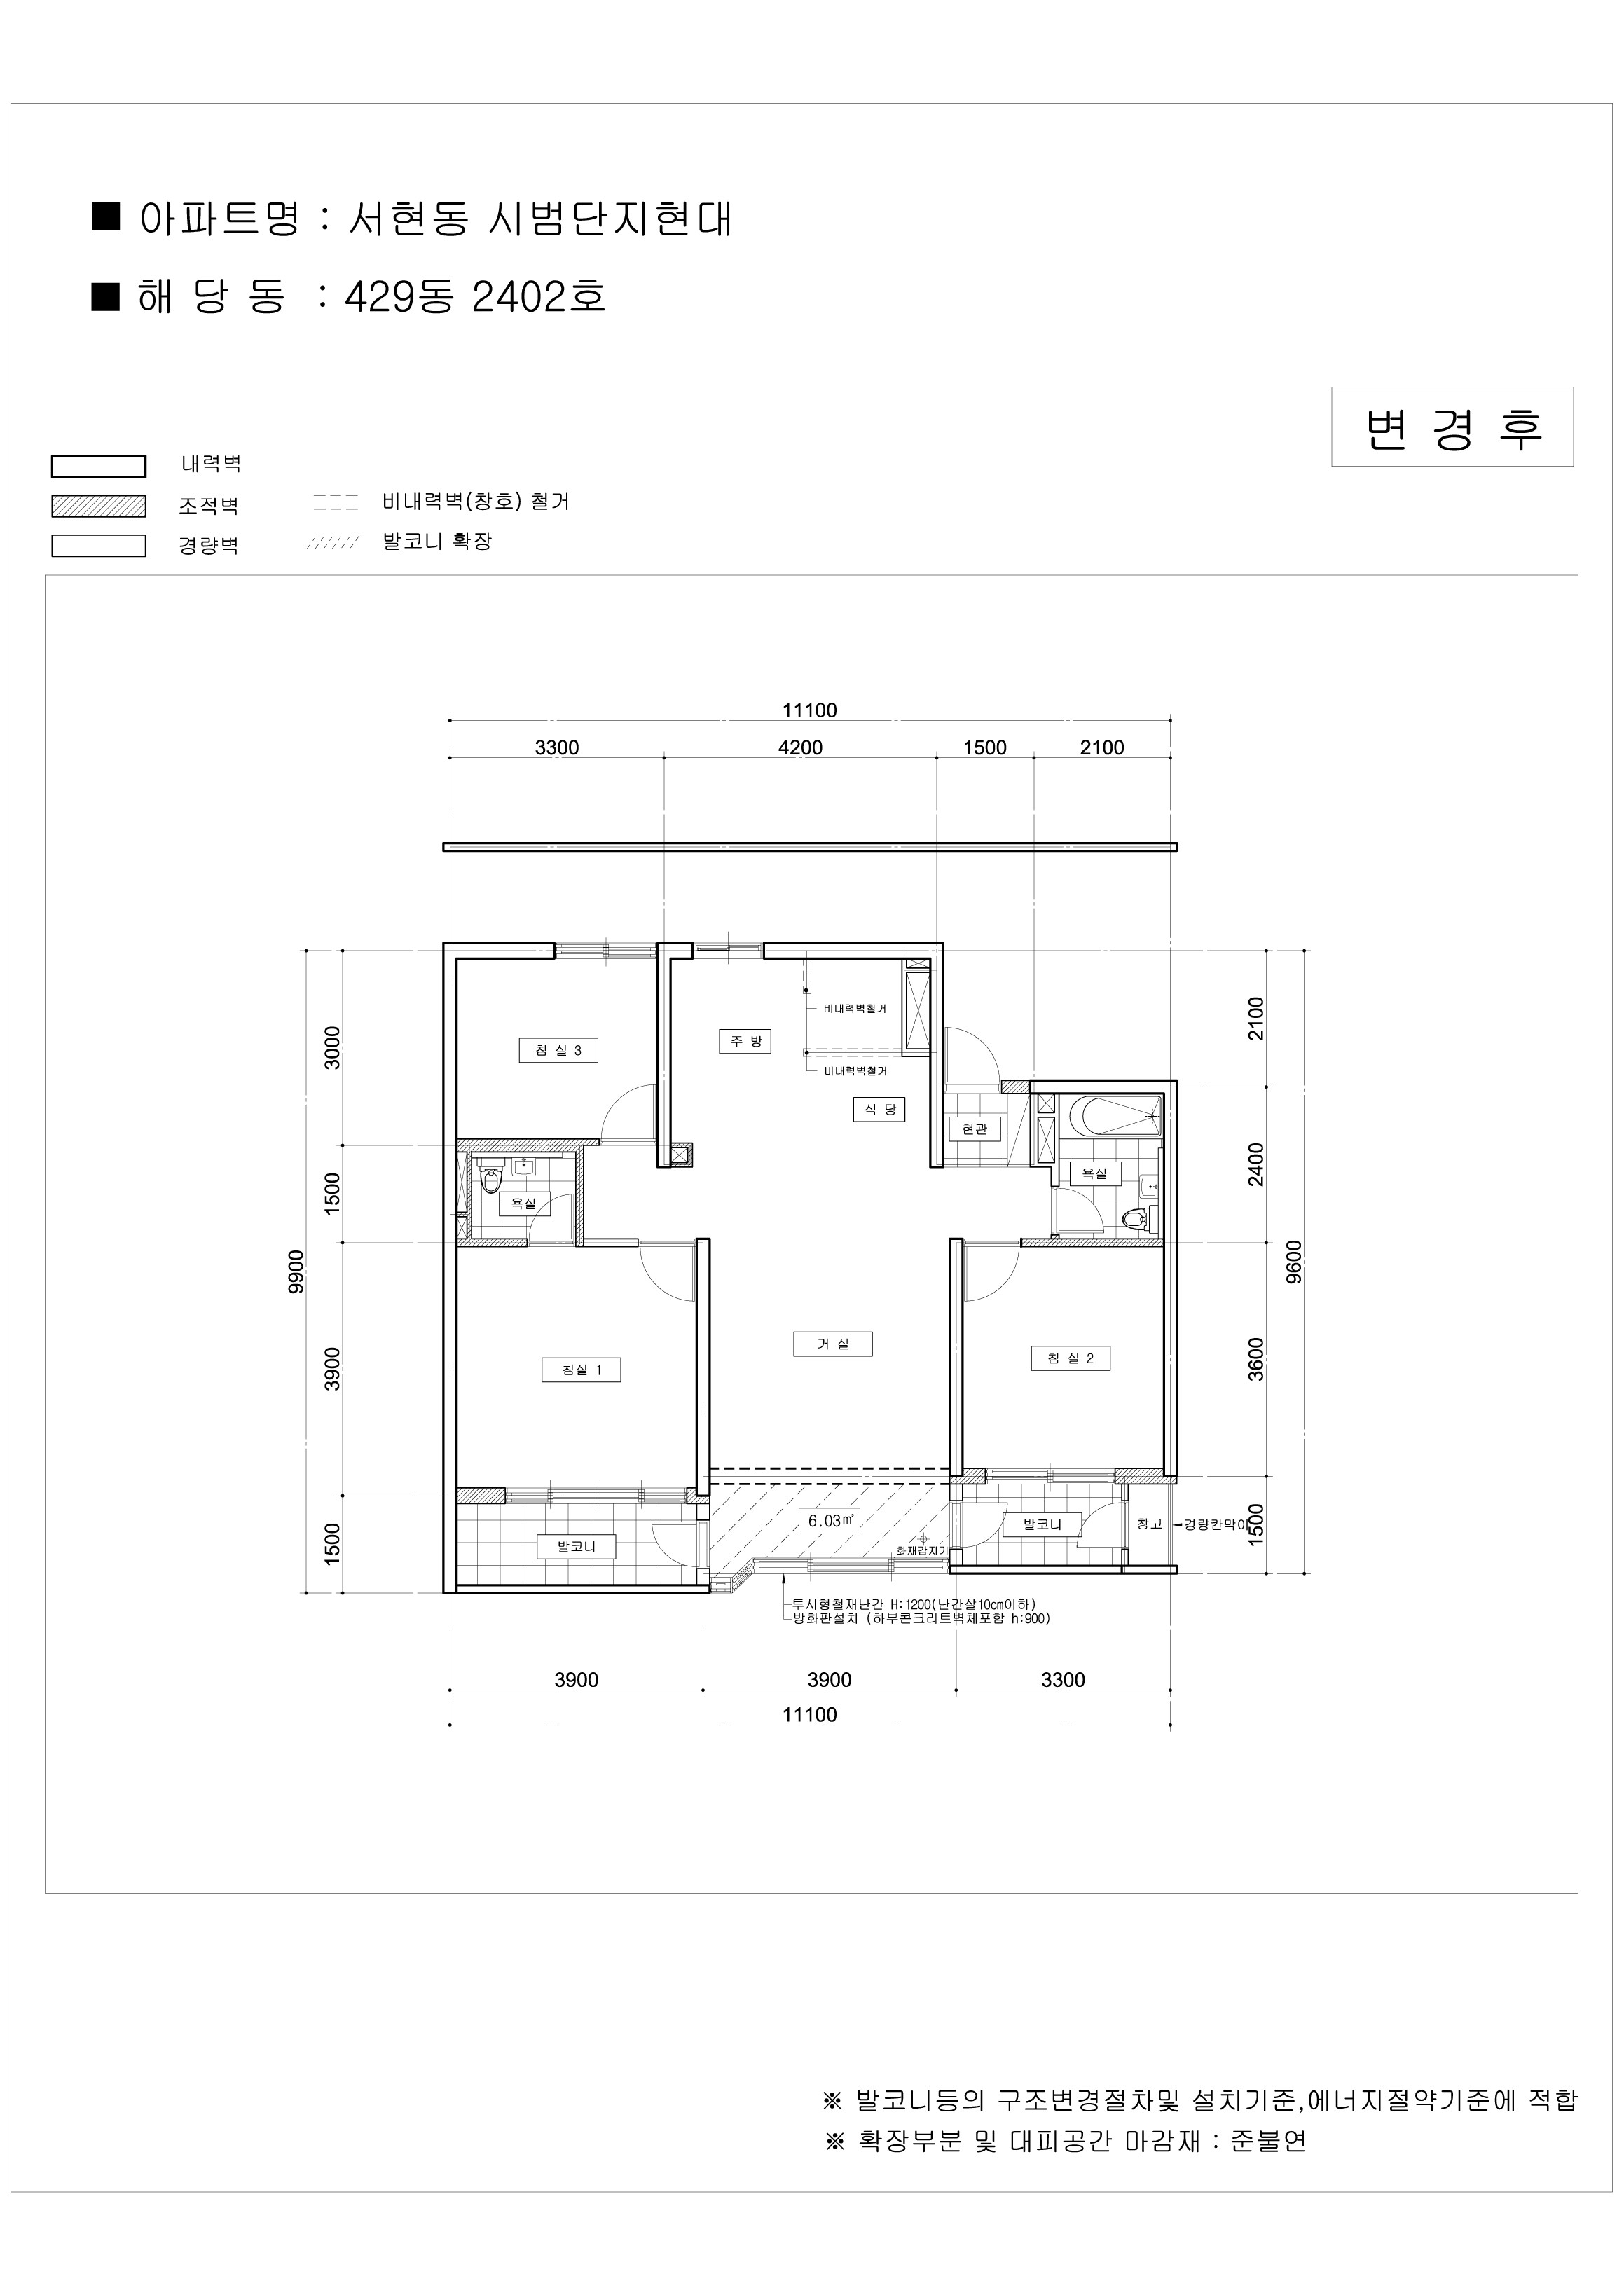 ■ 아파트명 : 서현동 시범단지현대
■ 해 당 동 : 429동 2402호
변 경 후
내력벽
조적벽
비내력벽(창호) 철거
경량벽
발코니 확장
11100
3300 4200 1500 2100
9900
3000
1500
3900
1500
2100
2400
3600
1500
9600
침 실 3
주 방
비내력벽철거
비내력벽철거
식 당
현관
욕실
욕실
거 실
침실 1
침 실 2
6.03㎡
화재감지기
발코니
발코니
창고
경량칸막이
투시형철재난간 H:1200(난간살10㎝이하)
방화판설치 (하부콘크리트벽체포함 h:900)
3900 3900 3300
11100
※ 발코니등의 구조변경절차및 설치기준,에너지절약기준에 적합
※ 확장부분 및 대피공간 마감재 : 준불연